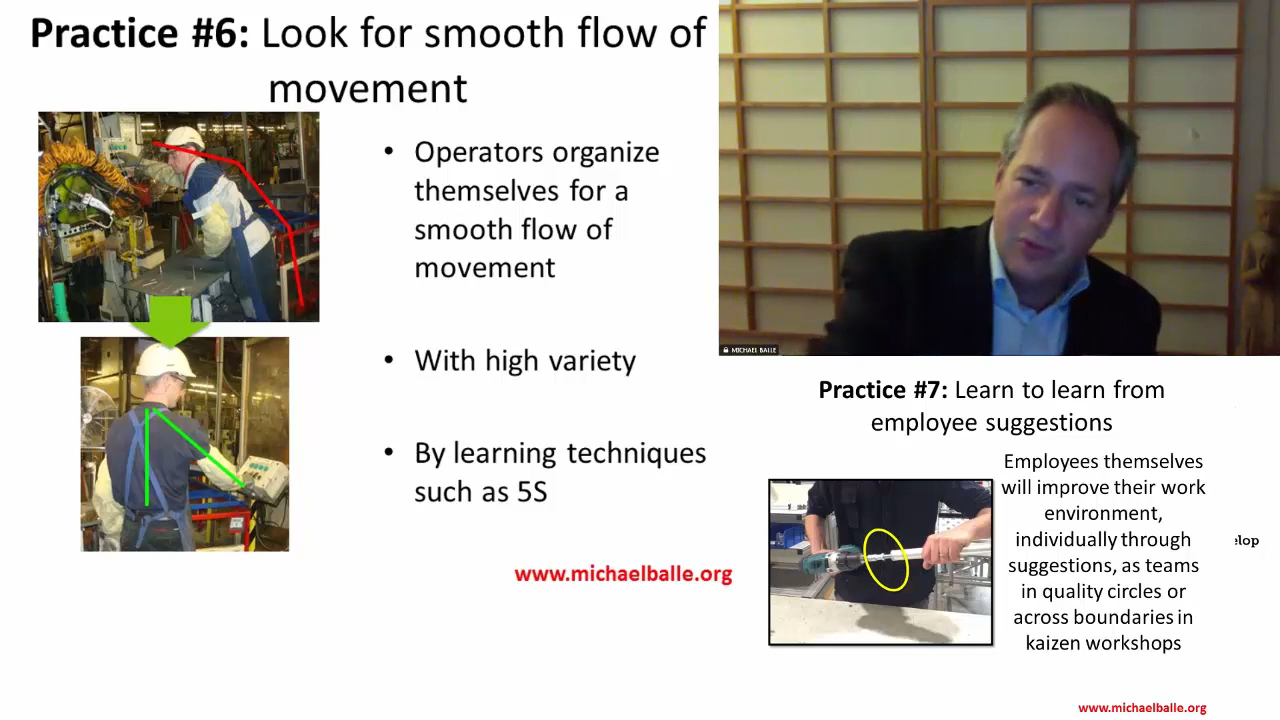 Practice #6: Look for smooth flow of
movement
• Operators organize
themselves for a
smooth flow of
movement
• With high variety
• By learning techniques
such as 5S
www.michaelballe.org
MICHAEL BALLE
Practice #7: Learn to learn from
employee suggestions
Employees themselves
will improve their work
environment,
individually through
suggestions, as teams
in quality circles or
across boundaries in
kaizen workshops
elop
www.michaelballe.org